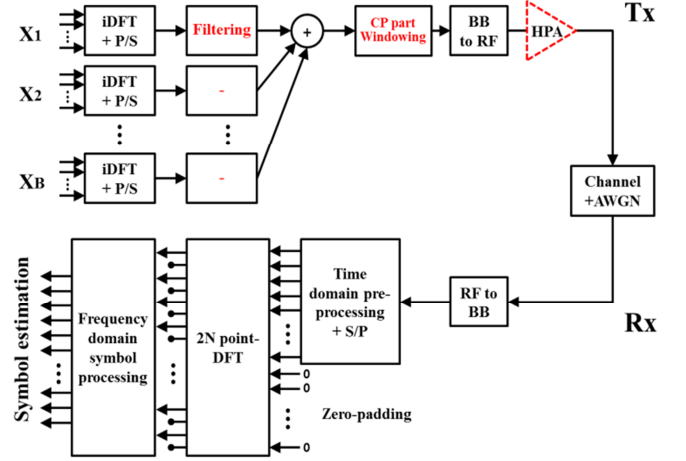 Tx
X1
iDFT
+ P/S
Filtering
+
CP part
Windowing
BB
to RF
HPA
X2
iDFT
+ P/S
-
XB
iDFT
+ P/S
-
Channel
+AWGN
Rx
RF to
BB
Time
domain pre-
processing
+ S/P
2N point-
DFT
0
0
0
Zero-padding
Frequency
domain
symbol
processing
Symbol estimation